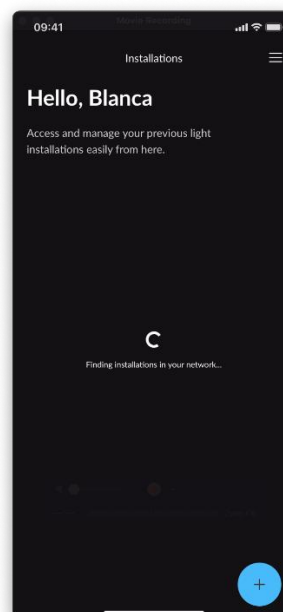 Movie Recording
09:41
Installations
Hello, Blanca
Access and manage your previous light
installations easily from here.
Finding installations in your network...
+